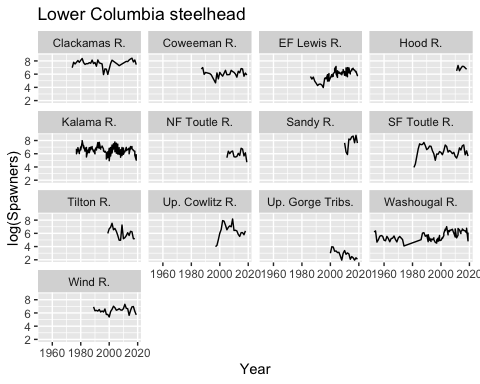 Lower Columbia steelhead
Clackamas R. Coweeman R. EF Lewis R. Hood R.
8
6
4
2
Kalama R. NF Toutle R. Sandy R. SF Toutle R.
8
6
4
2
log(Spawners)
Tilton R. Up. Cowlitz R. Up. Gorge Tribs. Washougal R.
8
6
4
2
1960 1980 2000 2020 1960 1980 2000 2020 1960 1980 2000 2020
Wind R.
8
6
4
2
1960 1980 2000 2020
Year